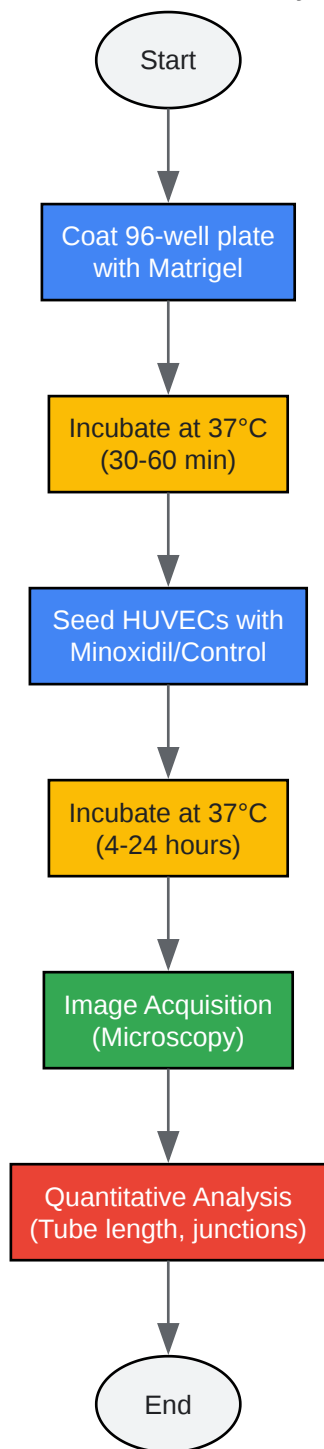 Start
Coat 96-well plate
with Matrigel
Incubate at 37°C
(30-60 min)
Seed HUVECs with
Minoxidil/Control
Incubate at 37°C
(4-24 hours)
Image Acquisition
(Microscopy)
Quantitative Analysis
(Tube length, junctions)
End